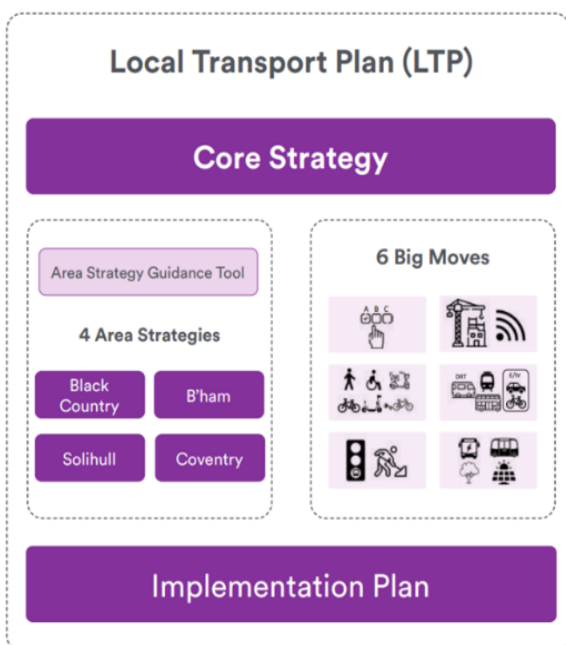 Local Transport Plan (LTP)
Core Strategy
Area Strategy Guidance Tool
4 Area Strategies
Black
Country
B'ham
Solihull
Coventry
6 Big Moves
A B C
DRT
E/hr
Implementation Plan